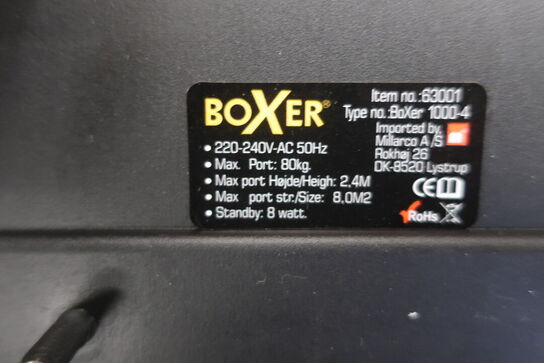 BOXER®
• 220-240V-AC 50Hz
• Max. Port: 80kg.
• Max port Højde/Heigh: 2,4M
• Max port str./Size: 8,0M2
• Standby: 8 watt.
Item no.:63001
Type no.:BoXer 1000-4
Imported by
Millarco A/S
Rokhøj 26
DK-8520 Lystrup
CE
RoHs